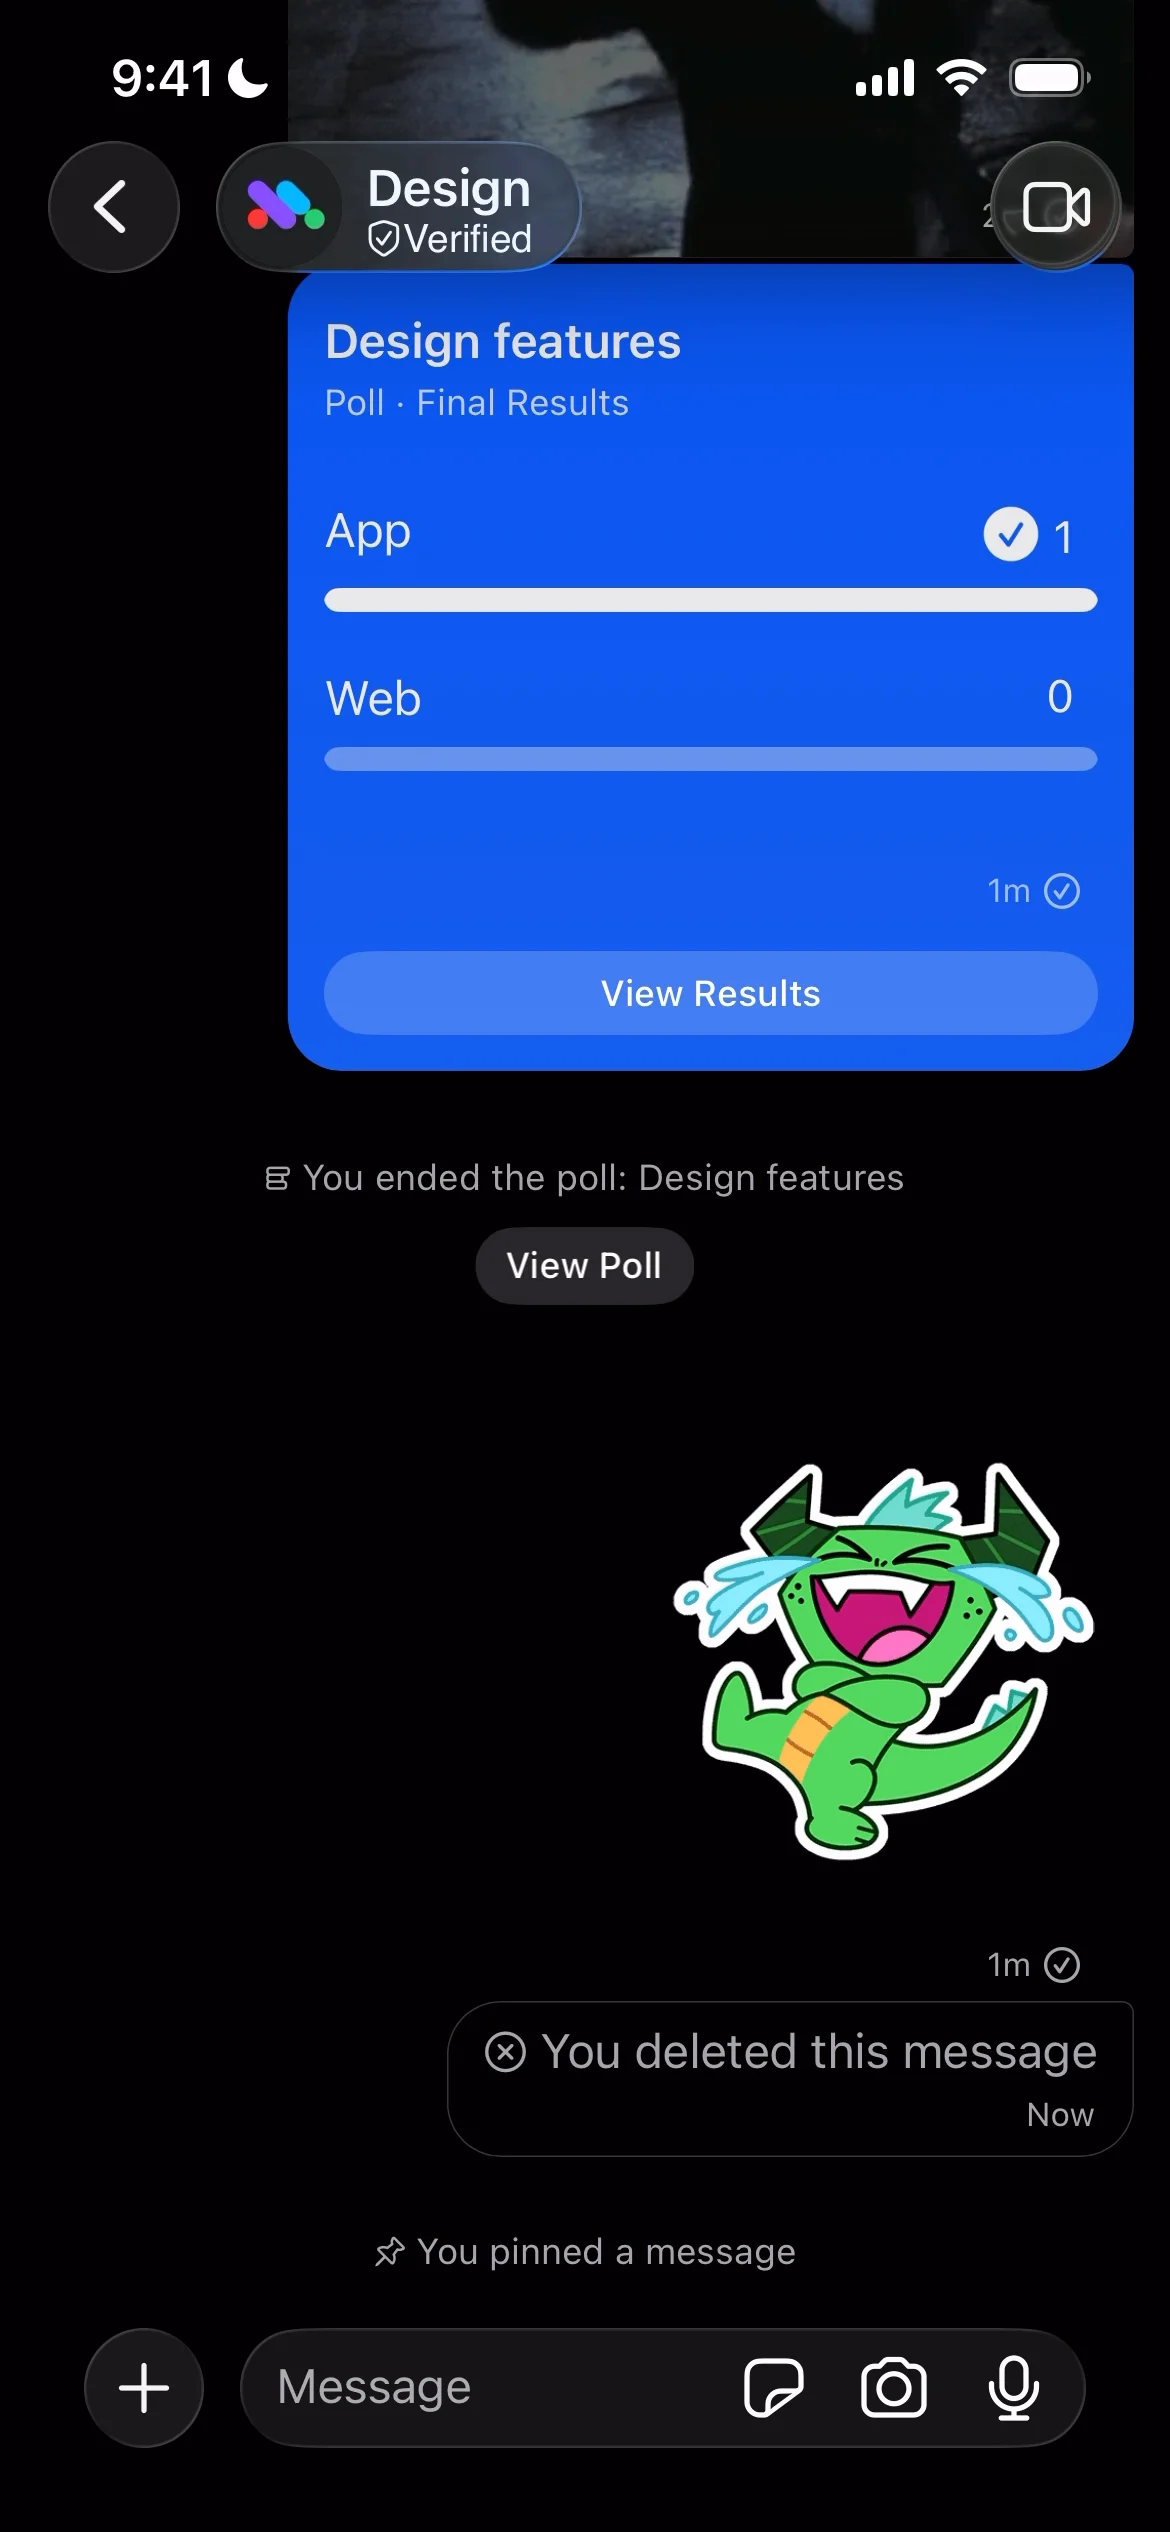 9:41
Design
Verified
Design features
Poll · Final Results
App
1
Web
0
1m
View Results
You ended the poll: Design features
View Poll
1m
You deleted this message
Now
You pinned a message
Message